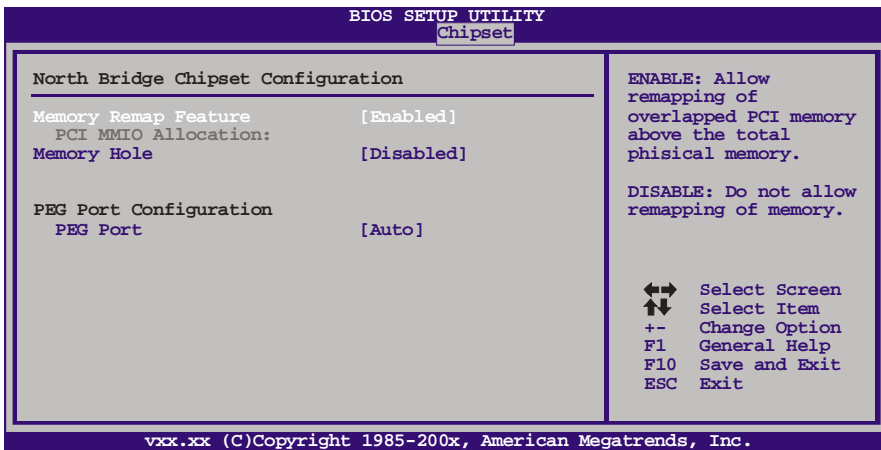 BIOS SETUP UTILITY
Chipset
North Bridge Chipset Configuration
Memory Remap Feature [Enabled]
PCI MMIO Allocation:
Memory Hole [Disabled]
PEG Port Configuration
PEG Port [Auto]
ENABLE: Allow
remapping of
overlapped PCI memory
above the total
phisical memory.
DISABLE: Do not allow
remapping of memory.
Select Screen
Select Item
+- Change Option
F1 General Help
F10 Save and Exit
ESC Exit
vxx.xx (C)Copyright 1985-200x, American Megatrends, Inc.